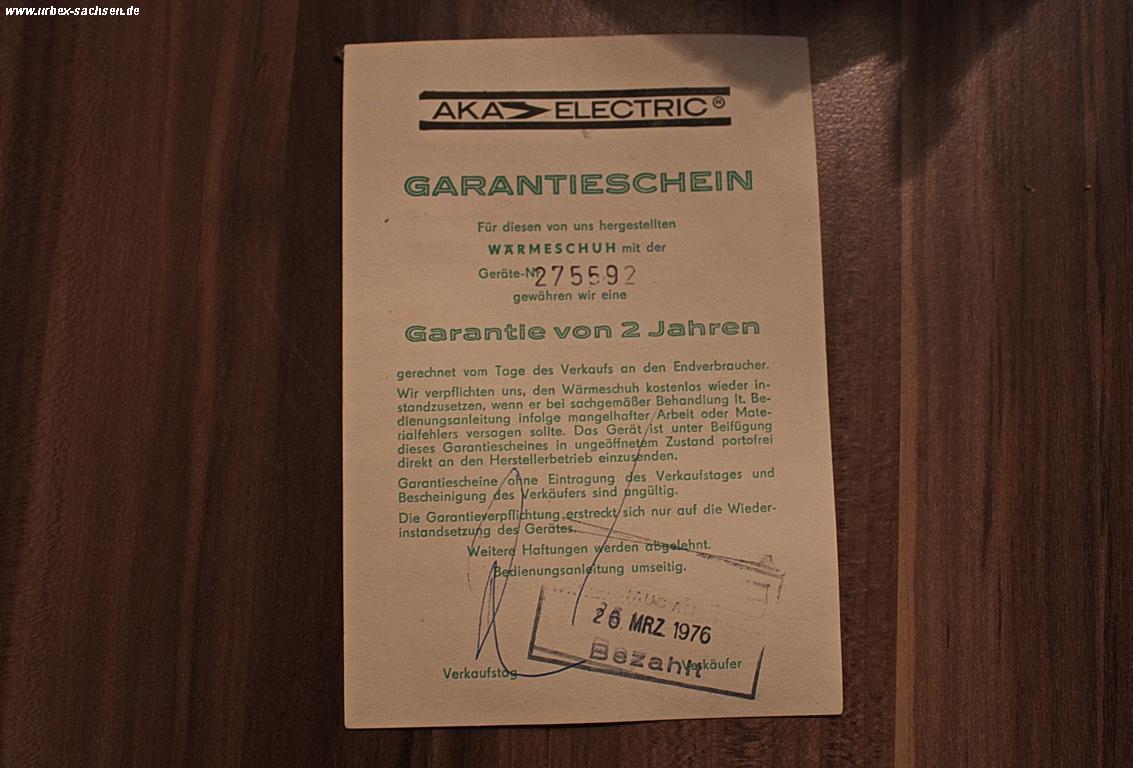 www.urbex-sachsen.de
AKA ELECTRIC ®
GARANTIESCHEIN
Für diesen von uns hergestellten
WÄRMESCHUH mit der
Geräte-Nr 275592
gewähren wir eine
Garantie von 2 Jahren
gerechnet vom Tage des Verkaufs an den Endverbraucher.
Wir verpflichten uns, den Wärmeschuh kostenlos wieder in-
standzusetzen, wenn er bei sachgemäßer Behandlung lt. Be-
dienungsanleitung infolge mangelhafter Arbeit oder Mate-
rialfehlers versagen sollte. Das Gerät ist unter Beifügung
dieses Garantiescheines in ungeöffnetem Zustand portofrei
direkt an den Herstellerbetrieb einzusenden.
Garantiescheine ohne Eintragung des Verkaufstages und
Bescheinigung des Verkäufers sind ungültig.
Die Garantieverpflichtung erstreckt sich nur auf die Wieder-
instandsetzung des Gerätes.
Weitere Haftungen werden abgelehnt.
Bedienungsanleitung umseitig.
26 MRZ 1976
Bezahlt
Verkaufstag Verkäufer